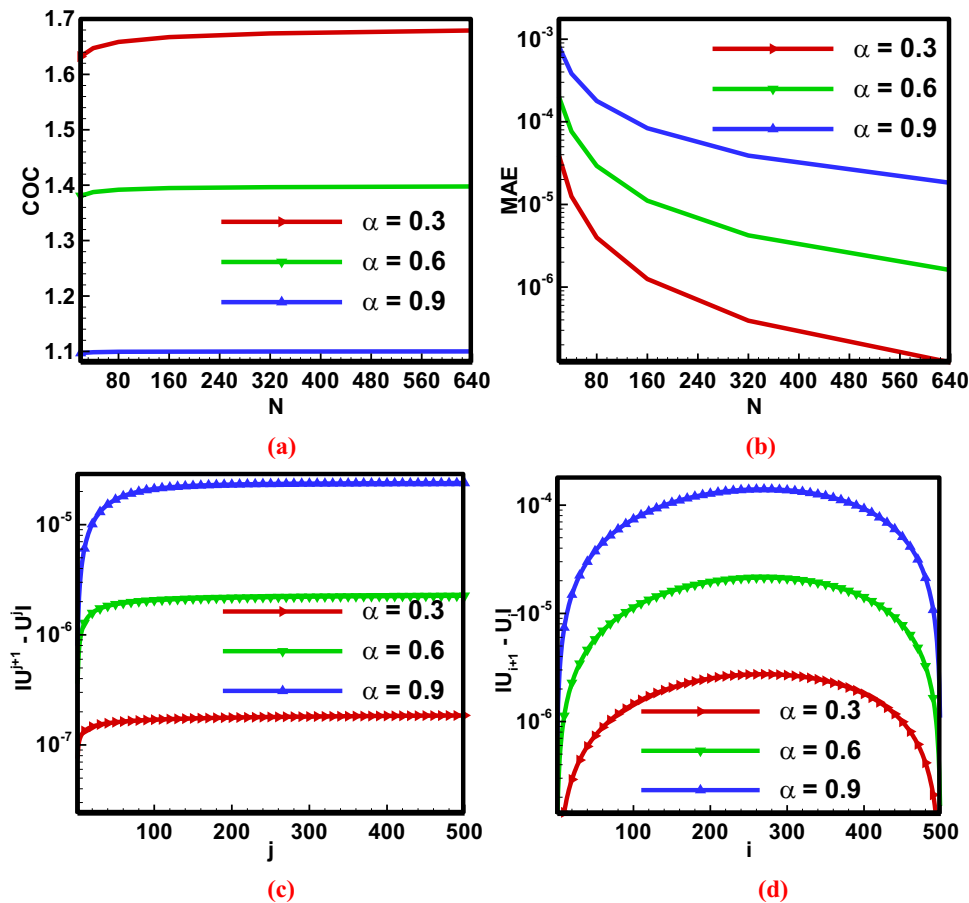 1.7
1.6
1.5
1.4
1.3
1.2
1.1
COC
α = 0.3
α = 0.6
α = 0.9
80 160 240 320 400 480 560 640
N
(a)
10⁻³
10⁻⁴
10⁻⁵
10⁻⁶
MAE
α = 0.3
α = 0.6
α = 0.9
80 160 240 320 400 480 560 640
N
(b)
10⁻⁵
10⁻⁶
10⁻⁷
IU^{j+1} - U^{j}I
α = 0.3
α = 0.6
α = 0.9
100 200 300 400 500
j
(c)
10⁻⁴
10⁻⁵
10⁻⁶
IU_{i+1} - U_{i}I
α = 0.3
α = 0.6
α = 0.9
100 200 300 400 500
i
(d)